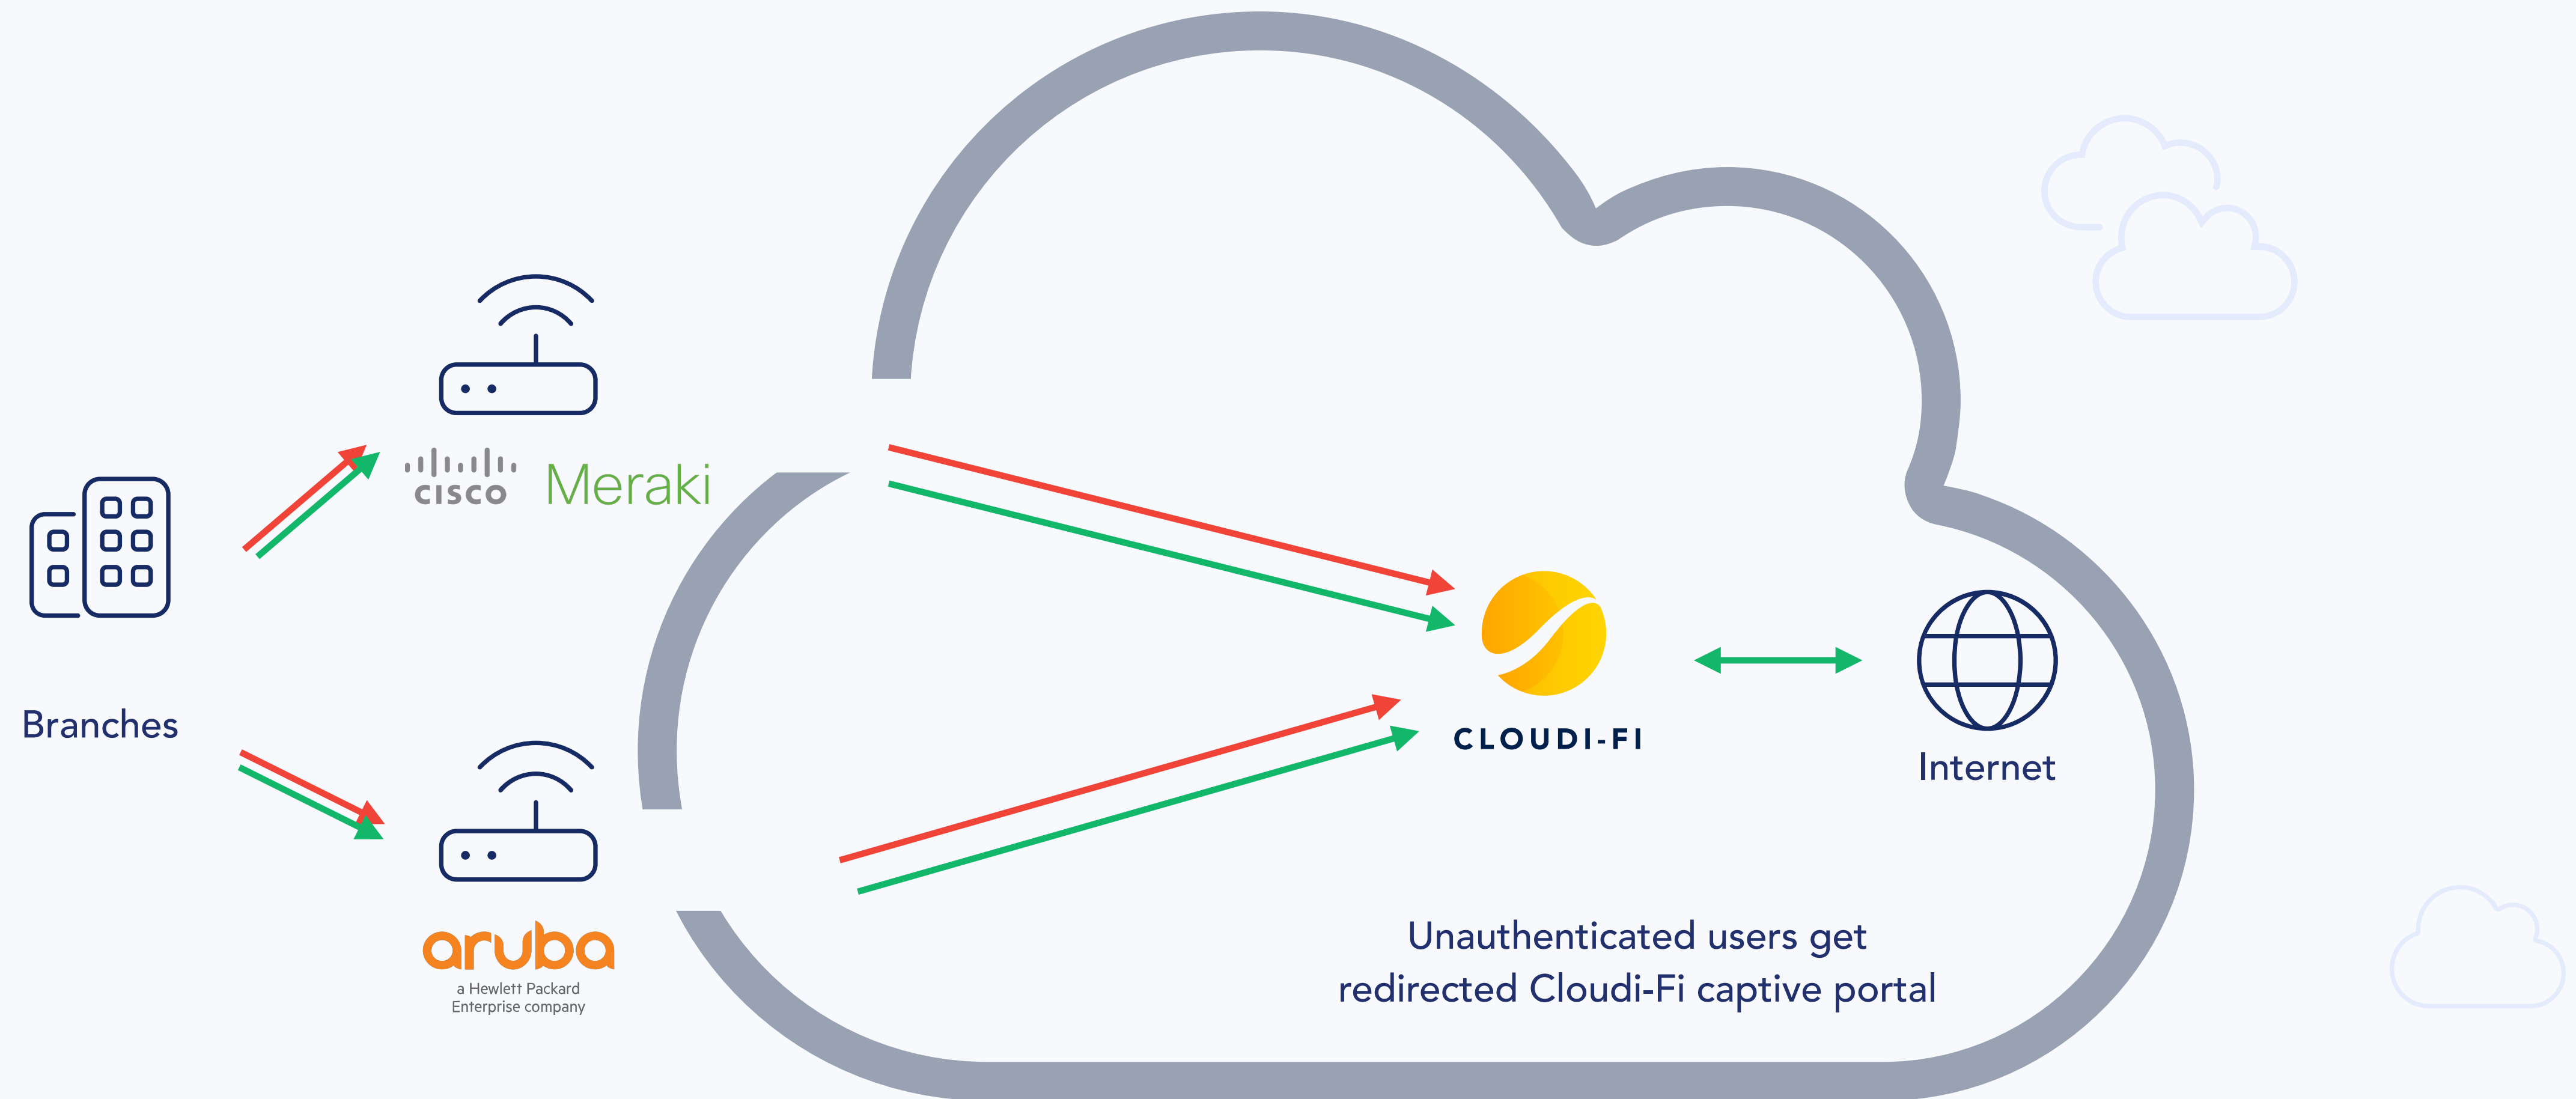 CISCO Meraki
Branches
aruba
a Hewlett Packard
Enterprise company
CLOUDI-FI
Internet
Unauthenticated users get
redirected Cloudi-Fi captive portal